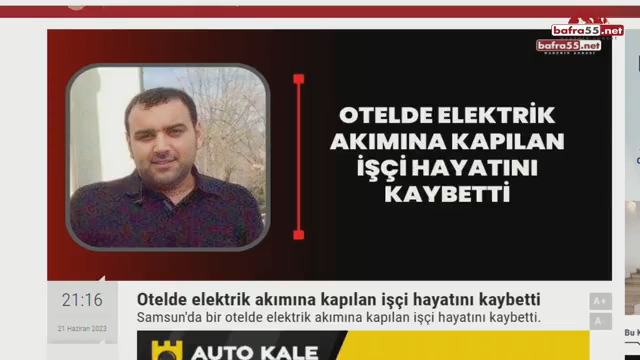 bafra55.net
bafra55.net
OTELDE ELEKTRİK
AKIMINA KAPILAN
İŞÇİ HAYATINI
KAYBETTİ
21:16
21 Haziran 2023
Otelde elektrik akımına kapılan işçi hayatını kaybetti
Samsun'da bir otelde elektrik akımına kapılan işçi hayatını kaybetti.
A+
A-
AUTO KALE
Bu K